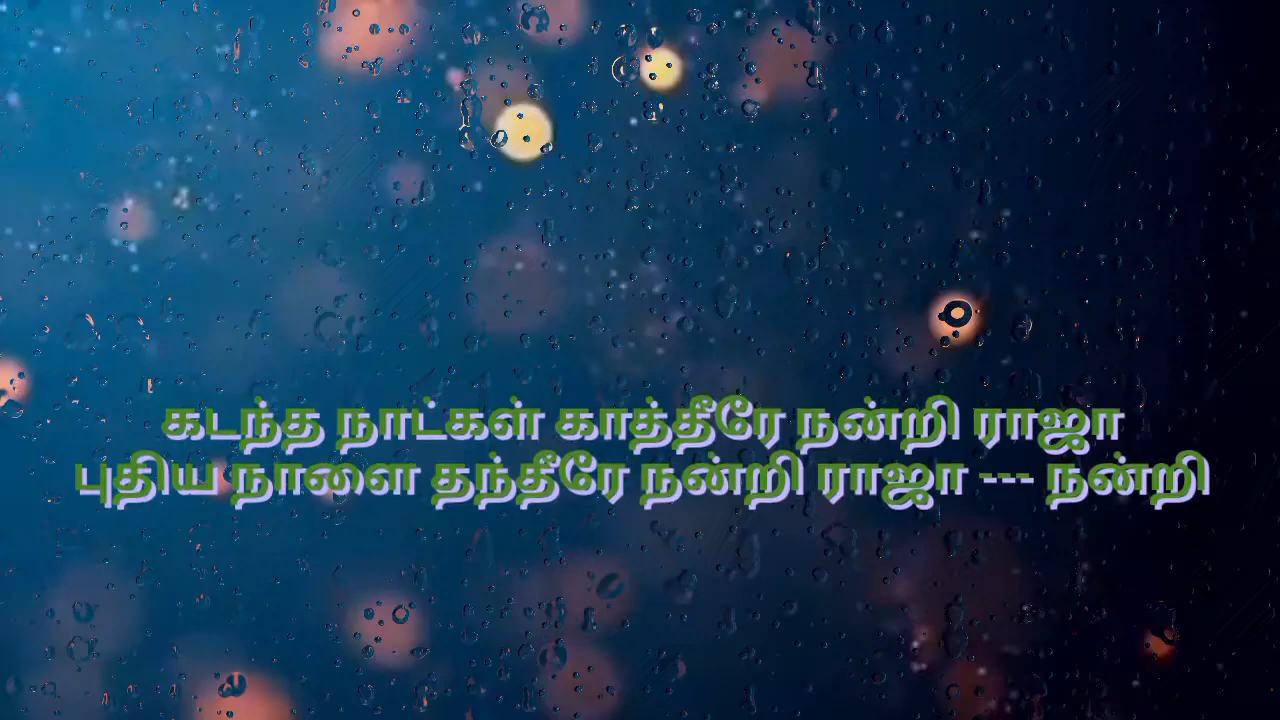 கடந்த நாட்கள் காத்தீரே நன்றி ராஜா
புதிய நாளை தந்தீரே நன்றி ராஜா --- நன்றி